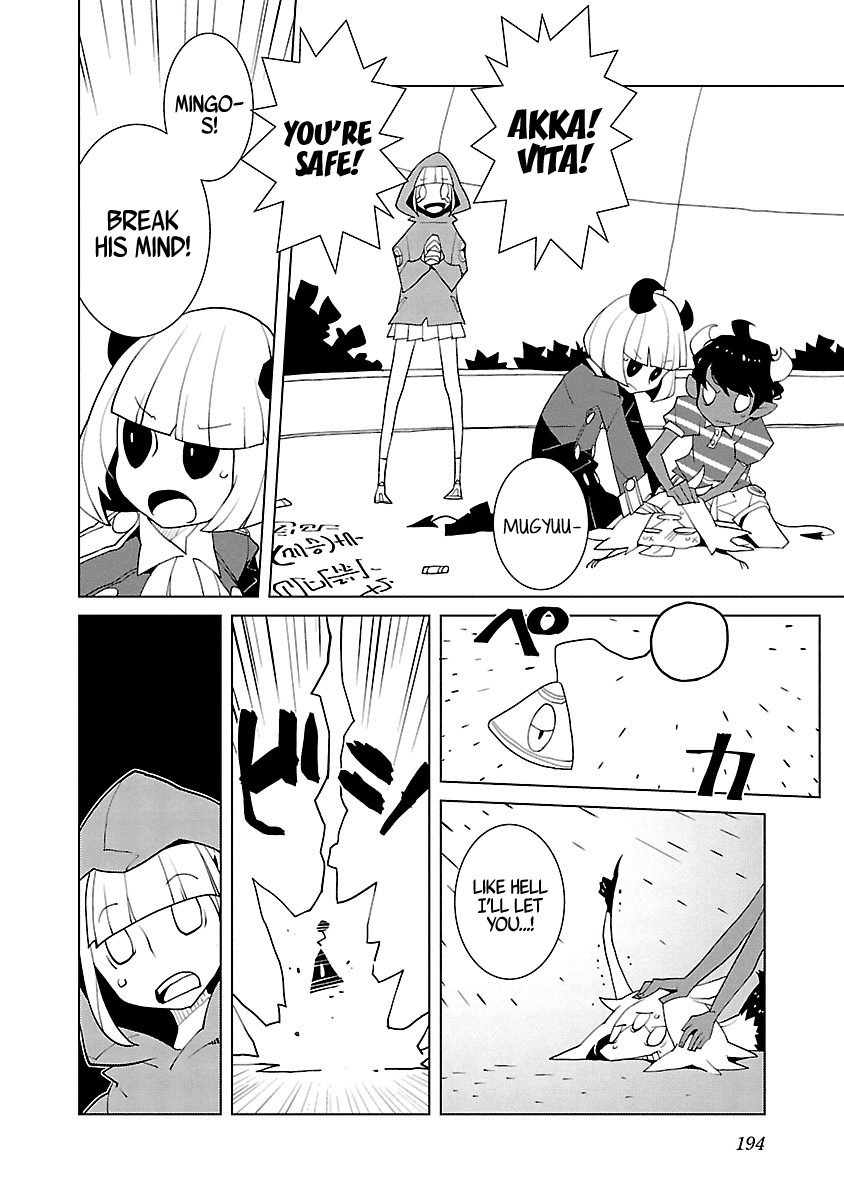 AKKA!
VITA!
YOU'RE
SAFE!
MUGYUU-
MINGO-
S!
BREAK
HIS MIND!
ペ
カ
LIKE HELL
I'LL LET
YOU...!
ビシ
194